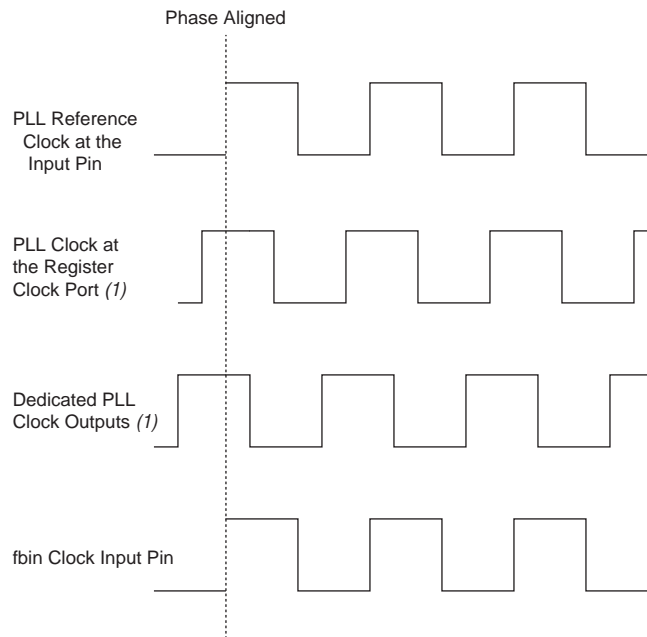 Phase Aligned
PLL Reference
Clock at the
Input Pin
PLL Clock at
the Register
Clock Port (1)
Dedicated PLL
Clock Outputs (1)
fbin Clock Input Pin